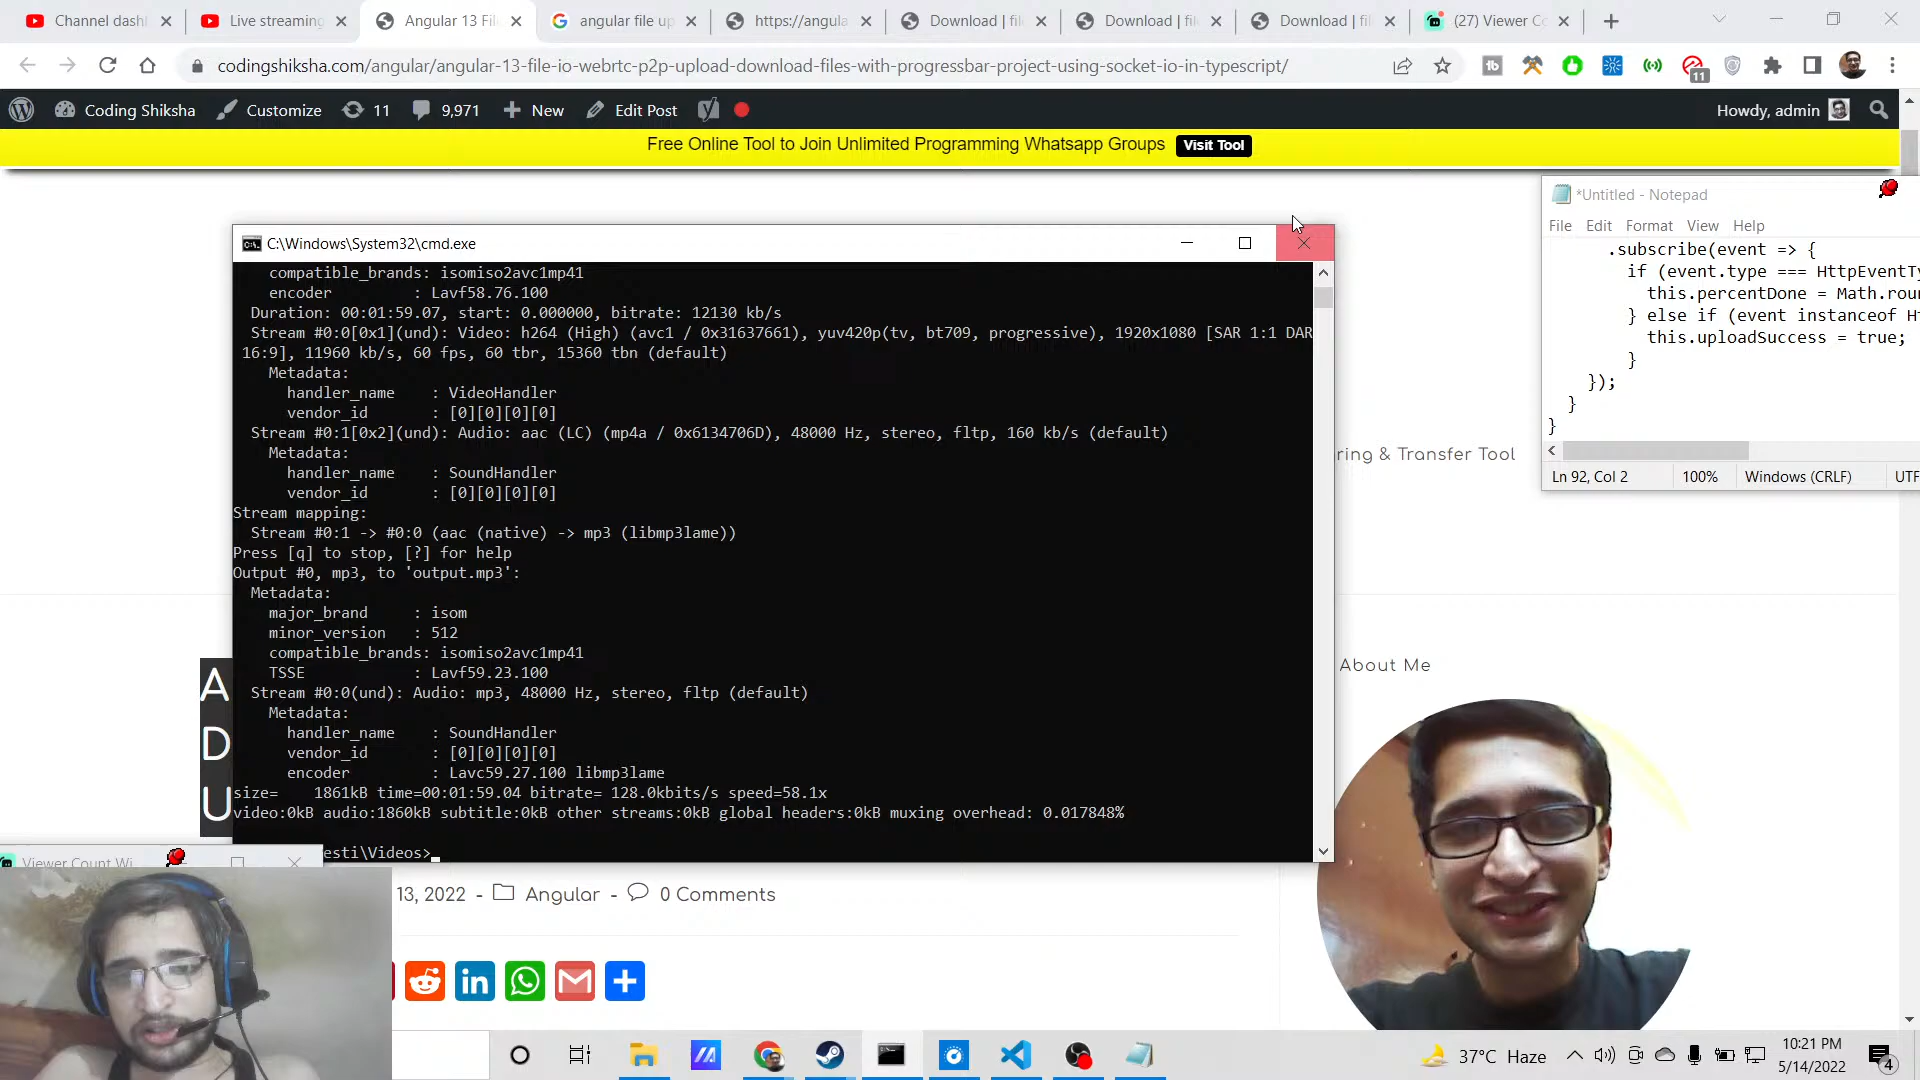 Channel dash
Live streaming
Angular 13 Fil
angular file up
https://angula
Download | fil
Download | fil
Download | fil
(27) Viewer Co
codingshiksha.com/angular/angular-13-file-io-webrtc-p2p-upload-download-files-with-progressbar-project-using-socket-io-in-typescript/
11
Coding Shiksha
Customize
11
9,971
New
Edit Post
Howdy, admin
Free Online Tool to Join Unlimited Programming Whatsapp Groups Visit Tool
*Untitled - Notepad
File Edit Format View Help
.subscribe(event => {
if (event.type === HttpEventTy
this.percentDone = Math.roun
} else if (event instanceof Ht
this.uploadSuccess = true;
}
});
}
}
Ln 92, Col 2 100% Windows (CRLF) UTF
C:\Windows\System32\cmd.exe
compatible_brands: isomiso2avc1mp41
encoder : Lavf58.76.100
Duration: 00:01:59.07, start: 0.000000, bitrate: 12130 kb/s
Stream #0:0[0x1](und): Video: h264 (High) (avc1 / 0x31637661), yuv420p(tv, bt709, progressive), 1920x1080 [SAR 1:1 DAR
16:9], 11960 kb/s, 60 fps, 60 tbr, 15360 tbn (default)
Metadata:
handler_name : VideoHandler
vendor_id : [0][0][0][0]
Stream #0:1[0x2](und): Audio: aac (LC) (mp4a / 0x6134706D), 48000 Hz, stereo, fltp, 160 kb/s (default)
Metadata:
handler_name : SoundHandler
vendor_id : [0][0][0][0]
Stream mapping:
Stream #0:1 -> #0:0 (aac (native) -> mp3 (libmp3lame))
Press [q] to stop, [?] for help
Output #0, mp3, to 'output.mp3':
Metadata:
major_brand : isom
minor_version : 512
compatible_brands: isomiso2avc1mp41
TSSE : Lavf59.23.100
Stream #0:0(und): Audio: mp3, 48000 Hz, stereo, fltp (default)
Metadata:
handler_name : SoundHandler
vendor_id : [0][0][0][0]
encoder : Lavc59.27.100 libmp3lame
size= 1861kB time=00:01:59.04 bitrate= 128.0kbits/s speed=58.1x
video:0kB audio:1860kB subtitle:0kB other streams:0kB global headers:0kB muxing overhead: 0.017848%
esti\Videos>
ring & Transfer Tool
About Me
A
D
U
Viewer Count Wi
13, 2022 - Angular - 0 Comments
37°C Haze
10:21 PM
5/14/2022
4